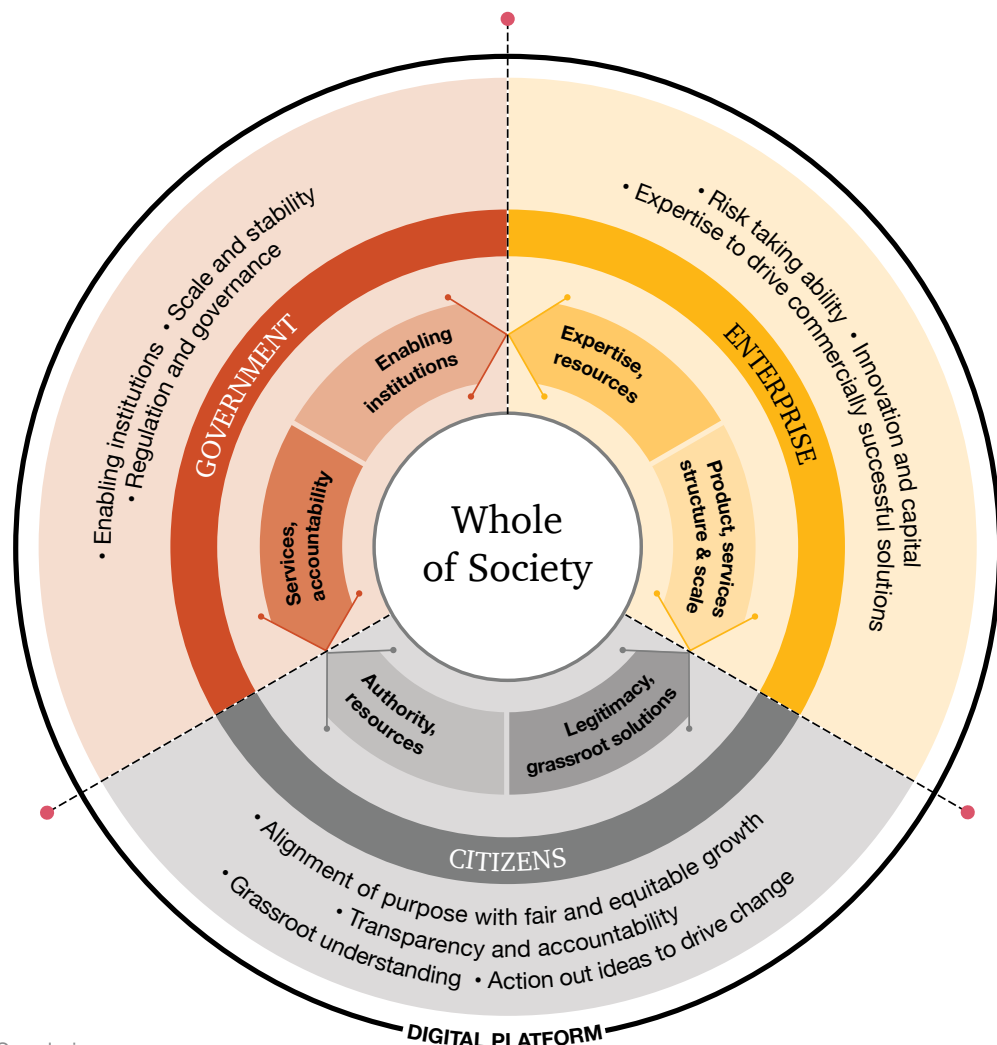 • Enabling institutions • Scale and stability
• Regulation and governance
GOVERNMENT
Enabling
institutions
Services,
accountability
• Risk taking ability • Innovation and capital
• Expertise to drive commercially successful solutions
ENTERPRISE
Expertise,
resources
Product, services
structure & scale
Whole
of Society
Authority,
resources
Legitimacy,
grassroot solutions
CITIZENS
• Alignment of purpose with fair and equitable growth
• Transparency and accountability
• Grassroot understanding • Action out ideas to drive change
DIGITAL PLATFORM